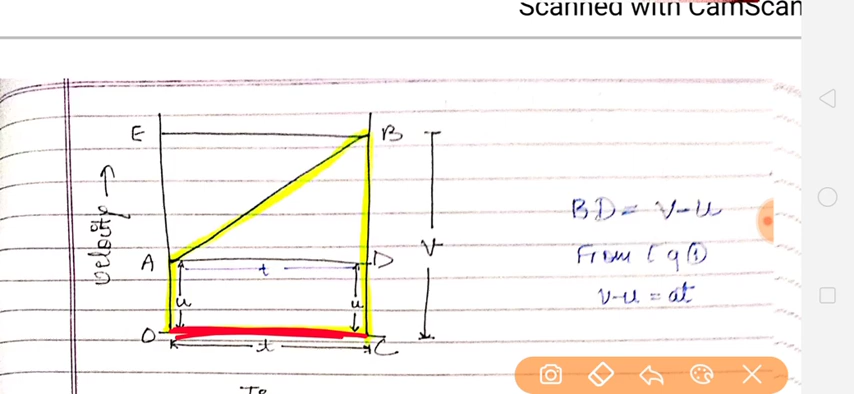 Scanned with CamScan
E
B
Velocity →
A
t
D
V
u
u
O
t
C
BD = V-u
From Eq ①
v-u = at